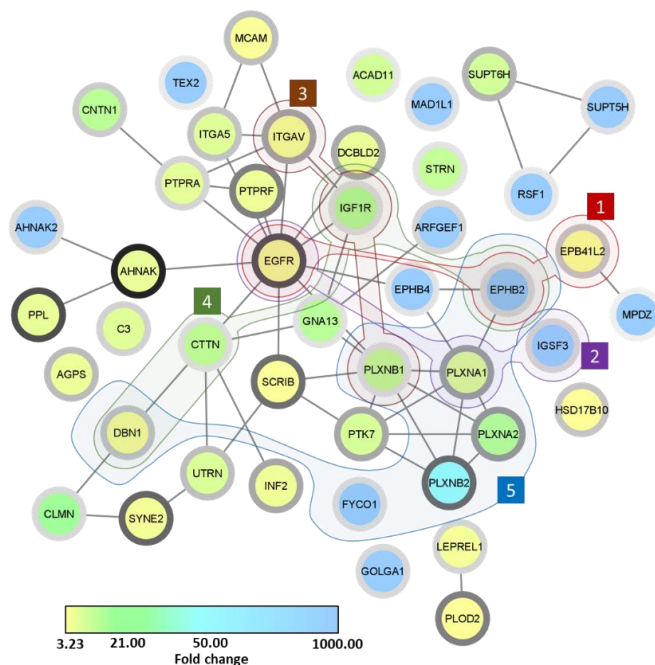 MCAM
TEX2
ACAD11
SUPT6H
3
CNTN1
MAD1L1
SUPT5H
ITGA5
ITGAV
DCBLD2
STRN
PTPRA
PTPRF
RSF1
IGF1R
1
AHNAK2
ARFGEF1
EPB41L2
EGFR
AHNAK
EPHB4
EPHB2
PPL
4
GNA13
MPDZ
C3
CTTN
IGSF3
2
PLXNB1
PLXNA1
AGPS
SCRIB
HSD17B10
DBN1
PTK7
PLXNA2
UTRN
INF2
PLXNB2
5
CLMN
SYNE2
FYCO1
LEPREL1
GOLGA1
PLOD2
3.23 21.00 50.00 1000.00
Fold change